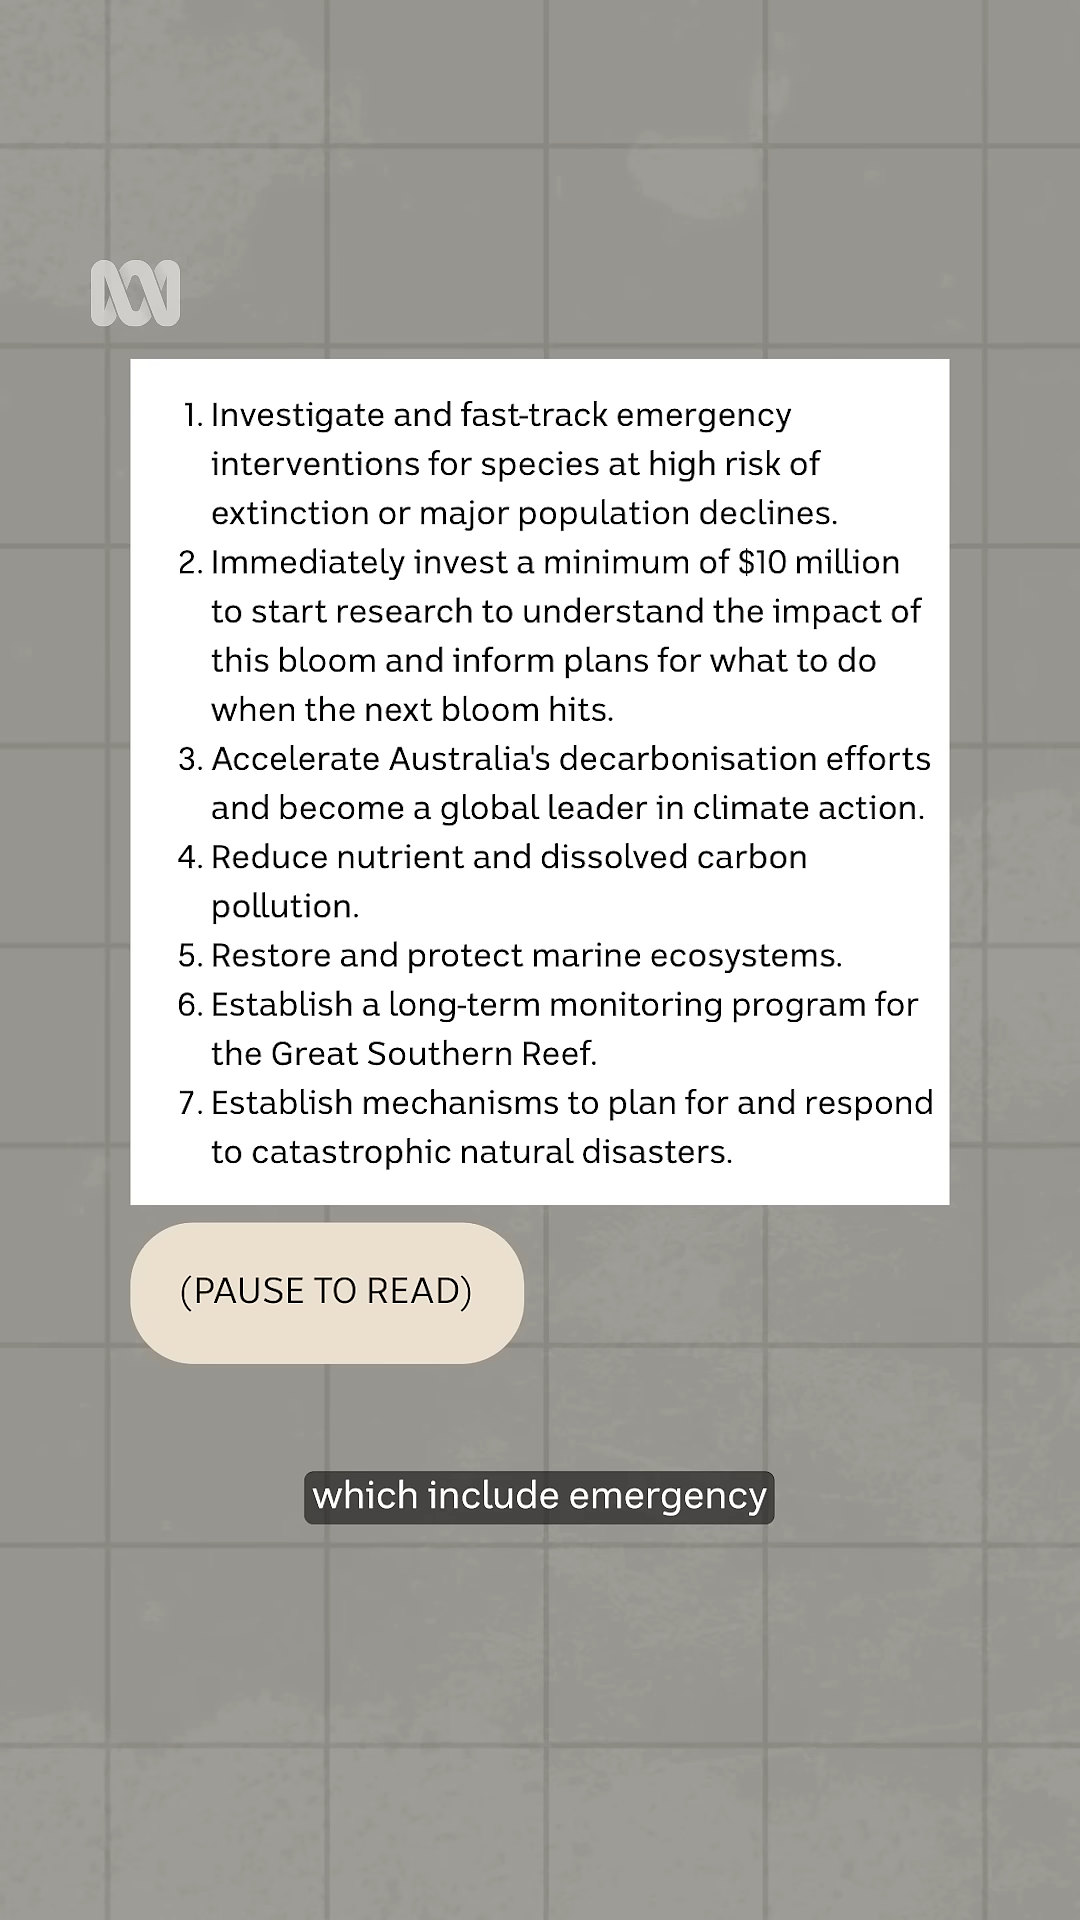 1. Investigate and fast-track emergency
interventions for species at high risk of
extinction or major population declines.
2. Immediately invest a minimum of $10 million
to start research to understand the impact of
this bloom and inform plans for what to do
when the next bloom hits.
3. Accelerate Australia's decarbonisation efforts
and become a global leader in climate action.
4. Reduce nutrient and dissolved carbon
pollution.
5. Restore and protect marine ecosystems.
6. Establish a long-term monitoring program for
the Great Southern Reef.
7. Establish mechanisms to plan for and respond
to catastrophic natural disasters.
(PAUSE TO READ)
which include emergency